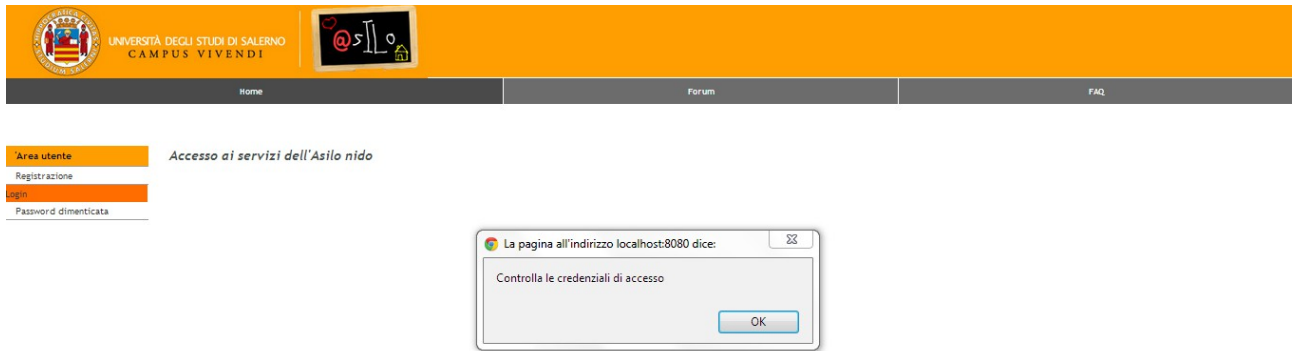 UNIVERSITÀ DEGLI STUDI DI SALERNO
CAMPUS VIVENDI
@sILo
Home Forum FAQ
'Area utente
Accesso ai servizi dell'Asilo nido
Registrazione
Login
Password dimenticata
La pagina all'indirizzo localhost:8080 dice:
Controlla le credenziali di accesso
OK